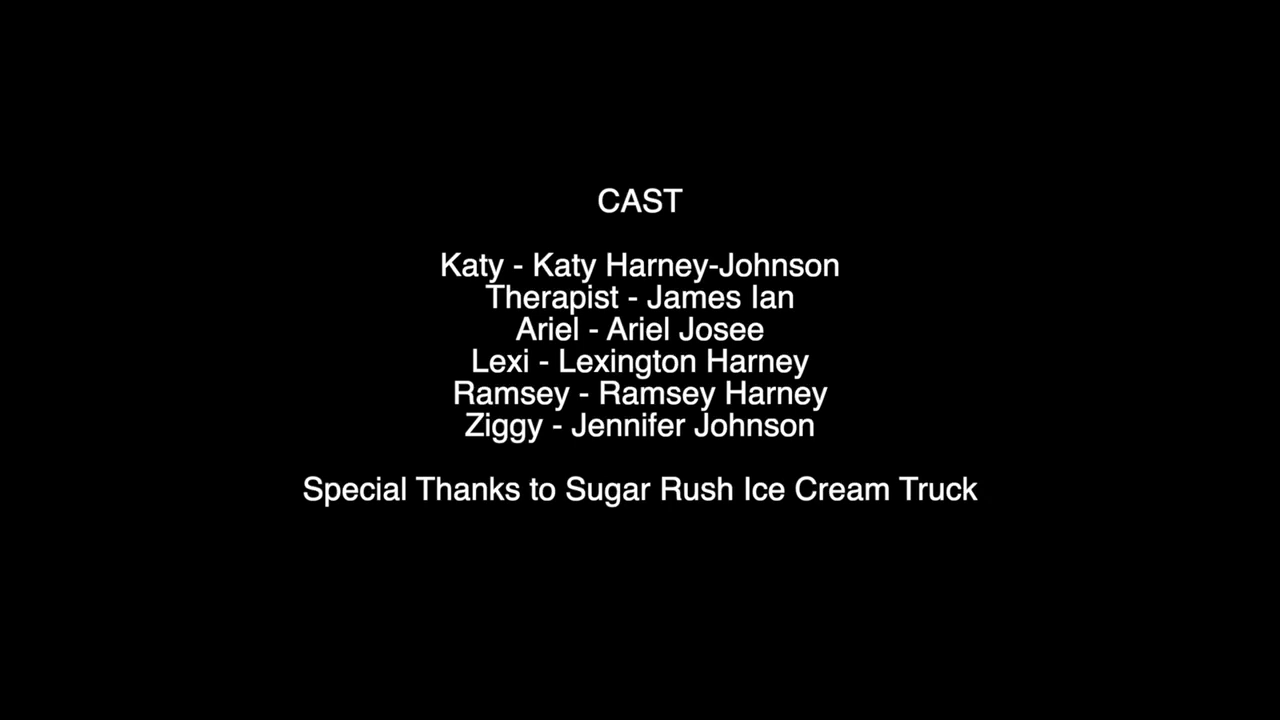 CAST
Katy - Katy Harney-Johnson
Therapist - James Ian
Ariel - Ariel Josee
Lexi - Lexington Harney
Ramsey - Ramsey Harney
Ziggy - Jennifer Johnson
Special Thanks to Sugar Rush Ice Cream Truck